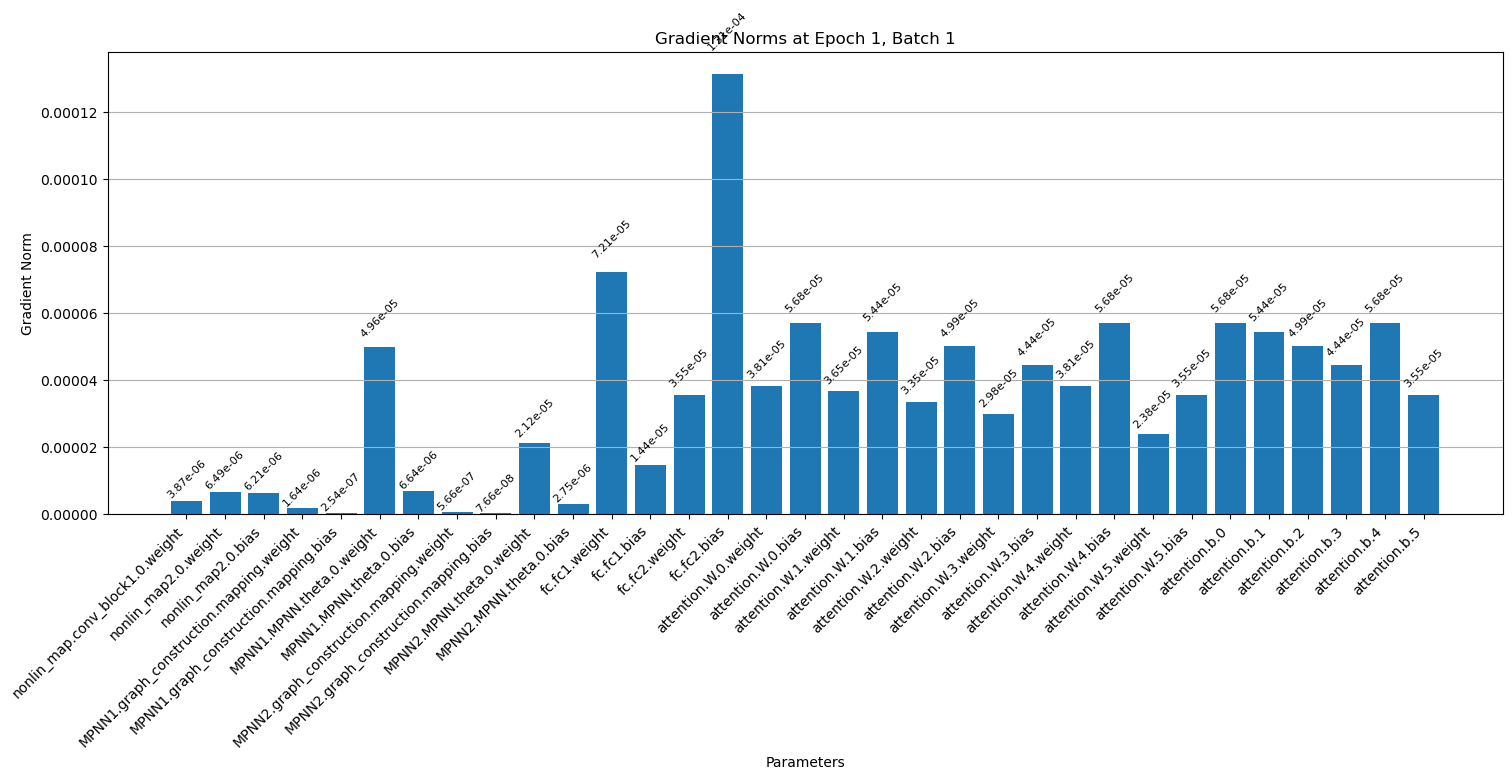 Gradient Norms at Epoch 1, Batch 1
Gradient Norm
0.00012
0.00010
0.00008
0.00006
0.00004
0.00002
0.00000
3.87e-06
6.49e-06
6.21e-06
1.64e-06
2.54e-07
4.96e-05
6.64e-06
5.66e-07
7.66e-08
2.12e-05
2.75e-06
7.21e-05
1.44e-05
3.55e-05
1.31e-04
3.81e-05
5.68e-05
3.65e-05
5.44e-05
3.35e-05
4.99e-05
2.98e-05
4.44e-05
3.81e-05
5.68e-05
2.38e-05
3.55e-05
5.68e-05
5.44e-05
4.99e-05
4.44e-05
5.68e-05
3.55e-05
nonlin_map.conv_block1.0.weight
nonlin_map2.0.weight
nonlin_map2.0.bias
MPNN1.graph_construction.mapping.weight
MPNN1.graph_construction.mapping.bias
MPNN1.MPNN.theta.0.weight
MPNN1.MPNN.theta.0.bias
MPNN2.graph_construction.mapping.weight
MPNN2.graph_construction.mapping.bias
MPNN2.MPNN.theta.0.weight
MPNN2.MPNN.theta.0.bias
fc.fc1.weight
fc.fc1.bias
fc.fc2.weight
fc.fc2.bias
attention.W.0.weight
attention.W.0.bias
attention.W.1.weight
attention.W.1.bias
attention.W.2.weight
attention.W.2.bias
attention.W.3.weight
attention.W.3.bias
attention.W.4.weight
attention.W.4.bias
attention.W.5.weight
attention.W.5.bias
attention.b.0
attention.b.1
attention.b.2
attention.b.3
attention.b.4
attention.b.5
Parameters